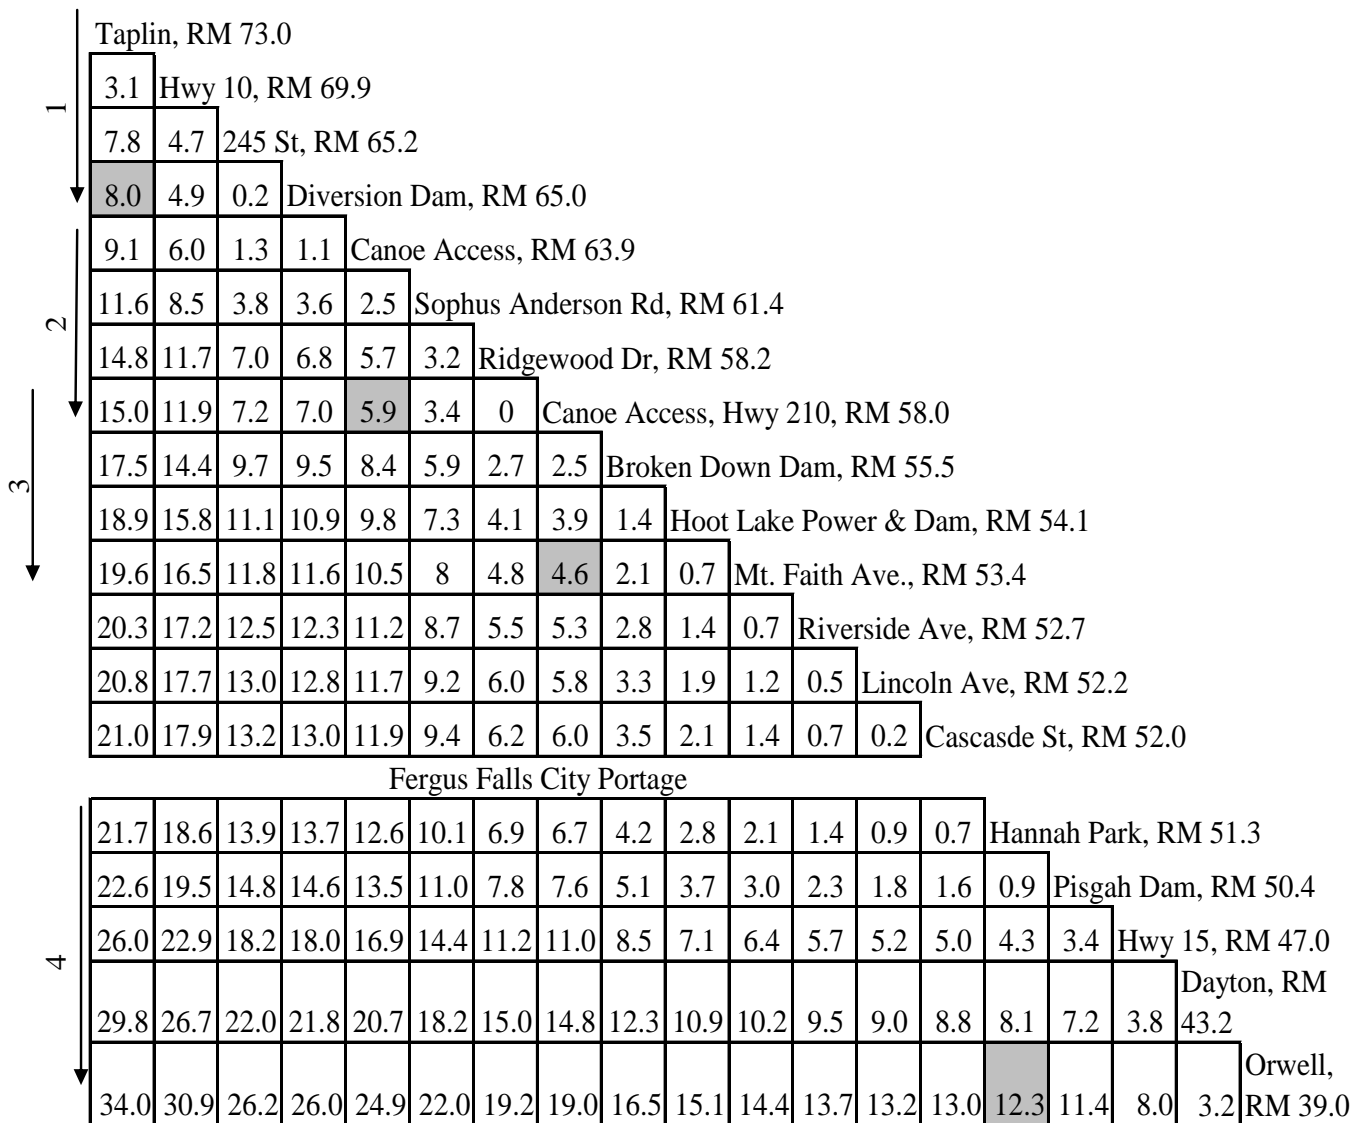 Taplin, RM 73.0
3.1 Hwy 10, RM 69.9
1
7.8 4.7 245 St, RM 65.2
8.0 4.9 0.2 Diversion Dam, RM 65.0
9.1 6.0 1.3 1.1 Canoe Access, RM 63.9
11.6 8.5 3.8 3.6 2.5 Sophus Anderson Rd, RM 61.4
2
14.8 11.7 7.0 6.8 5.7 3.2 Ridgewood Dr, RM 58.2
15.0 11.9 7.2 7.0 5.9 3.4 0 Canoe Access, Hwy 210, RM 58.0
17.5 14.4 9.7 9.5 8.4 5.9 2.7 2.5 Broken Down Dam, RM 55.5
3
18.9 15.8 11.1 10.9 9.8 7.3 4.1 3.9 1.4 Hoot Lake Power & Dam, RM 54.1
19.6 16.5 11.8 11.6 10.5 8 4.8 4.6 2.1 0.7 Mt. Faith Ave., RM 53.4
20.3 17.2 12.5 12.3 11.2 8.7 5.5 5.3 2.8 1.4 0.7 Riverside Ave, RM 52.7
20.8 17.7 13.0 12.8 11.7 9.2 6.0 5.8 3.3 1.9 1.2 0.5 Lincoln Ave, RM 52.2
21.0 17.9 13.2 13.0 11.9 9.4 6.2 6.0 3.5 2.1 1.4 0.7 0.2 Cascasde St, RM 52.0
Fergus Falls City Portage
21.7 18.6 13.9 13.7 12.6 10.1 6.9 6.7 4.2 2.8 2.1 1.4 0.9 0.7 Hannah Park, RM 51.3
22.6 19.5 14.8 14.6 13.5 11.0 7.8 7.6 5.1 3.7 3.0 2.3 1.8 1.6 0.9 Pisgah Dam, RM 50.4
26.0 22.9 18.2 18.0 16.9 14.4 11.2 11.0 8.5 7.1 6.4 5.7 5.2 5.0 4.3 3.4 Hwy 15, RM 47.0
4
Dayton, RM
29.8 26.7 22.0 21.8 20.7 18.2 15.0 14.8 12.3 10.9 10.2 9.5 9.0 8.8 8.1 7.2 3.8 43.2
Orwell,
34.0 30.9 26.2 26.0 24.9 22.0 19.2 19.0 16.5 15.1 14.4 13.7 13.2 13.0 12.3 11.4 8.0 3.2 RM 39.0